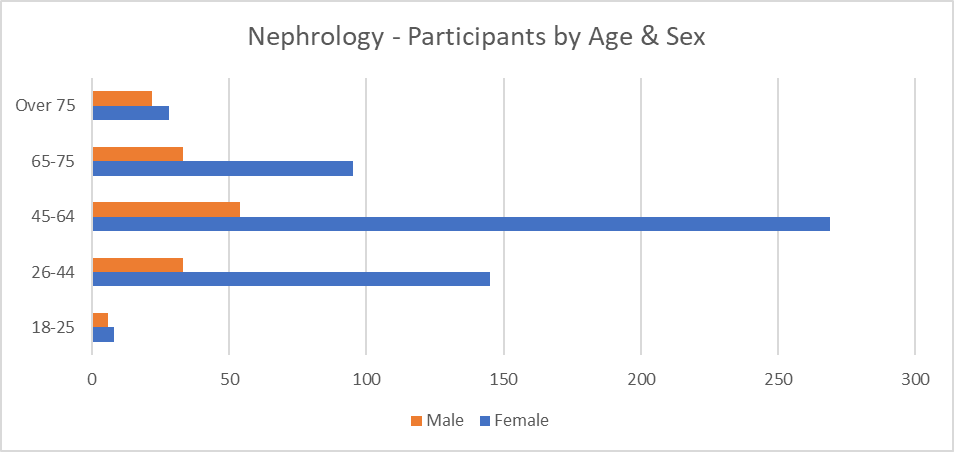 Nephrology - Participants by Age & Sex
Over 75
65-75
45-64
26-44
18-25
0 50 100 150 200 250 300
Male Female